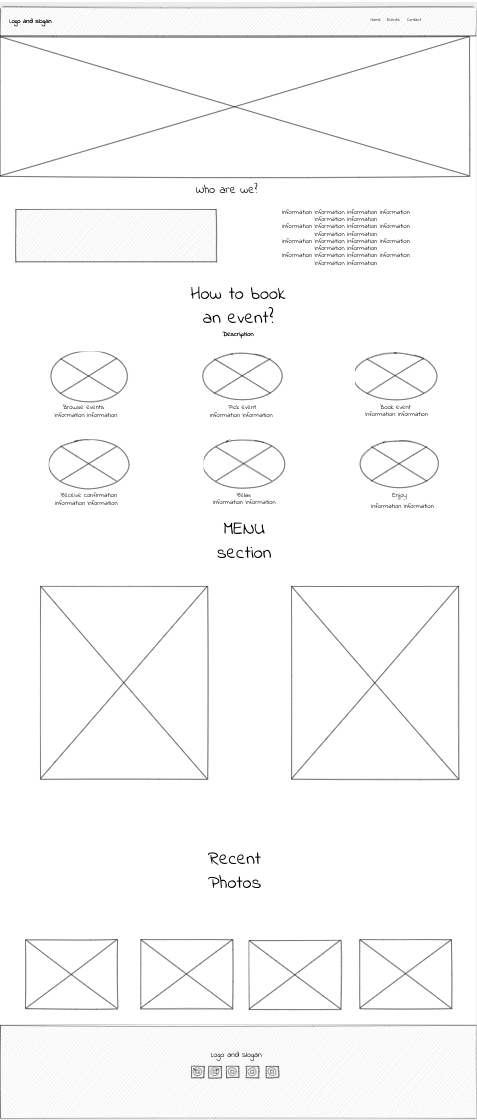 Logo and slogan
Home Events Contact
Who are we?
information information information information
information information
information information information information
information information
information information information information
information information
information information information information
information information
How to book
an event?
Description
Browse events
information information
Pick event
information information
Book event
information information
Receive confirmation
information information
Relax
information information
Enjoy
information information
MENU
section
Recent
Photos
Logo and slogan